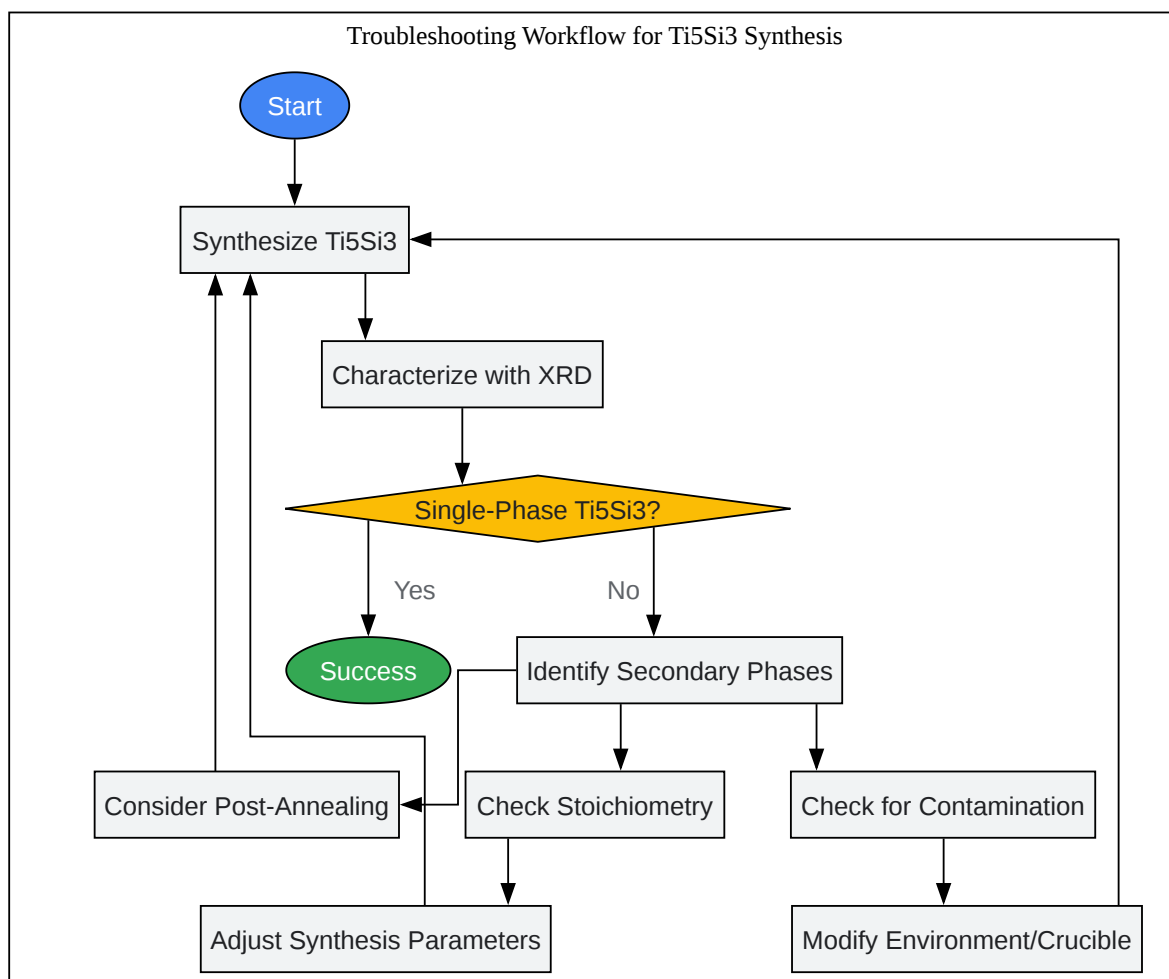 Troubleshooting Workflow for Ti5Si3 Synthesis
Start
Synthesize Ti5Si3
Characterize with XRD
Single-Phase Ti5Si3?
Yes
No
Success
Identify Secondary Phases
Consider Post-Annealing
Check Stoichiometry
Check for Contamination
Adjust Synthesis Parameters
Modify Environment/Crucible